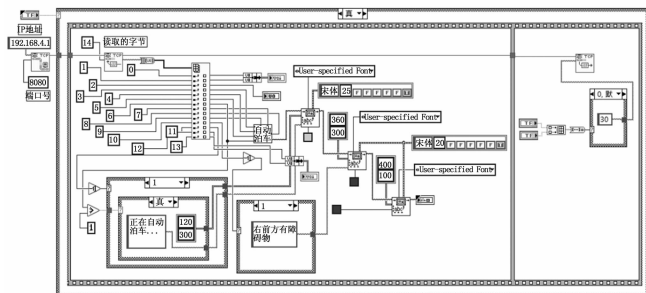 真
IP地址
192.168.4.1
8080
端口号
14
读取的字节
TCP
TCP
TCP
0
1
2
3
4
5
6
7
8
9
10
11
12
13
自动
泊车
User-specified Font
宋体
25
F
F
F
F
F
360
300
User-specified Font
宋体
20
F
F
F
F
F
400
100
User-specified Font
1
真
正在自动
泊车...
120
300
1
1
右前方有障
碍物
TCP
0, 默
30